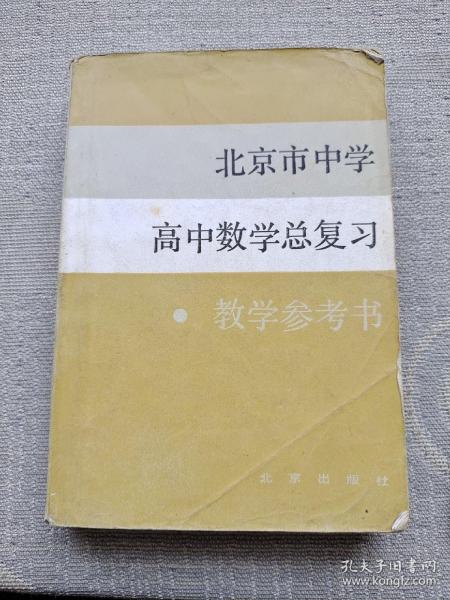 北京市中学
高中数学总复习
• 教学参考书
北京出版社
孔夫子旧书网
www.kongfz.com